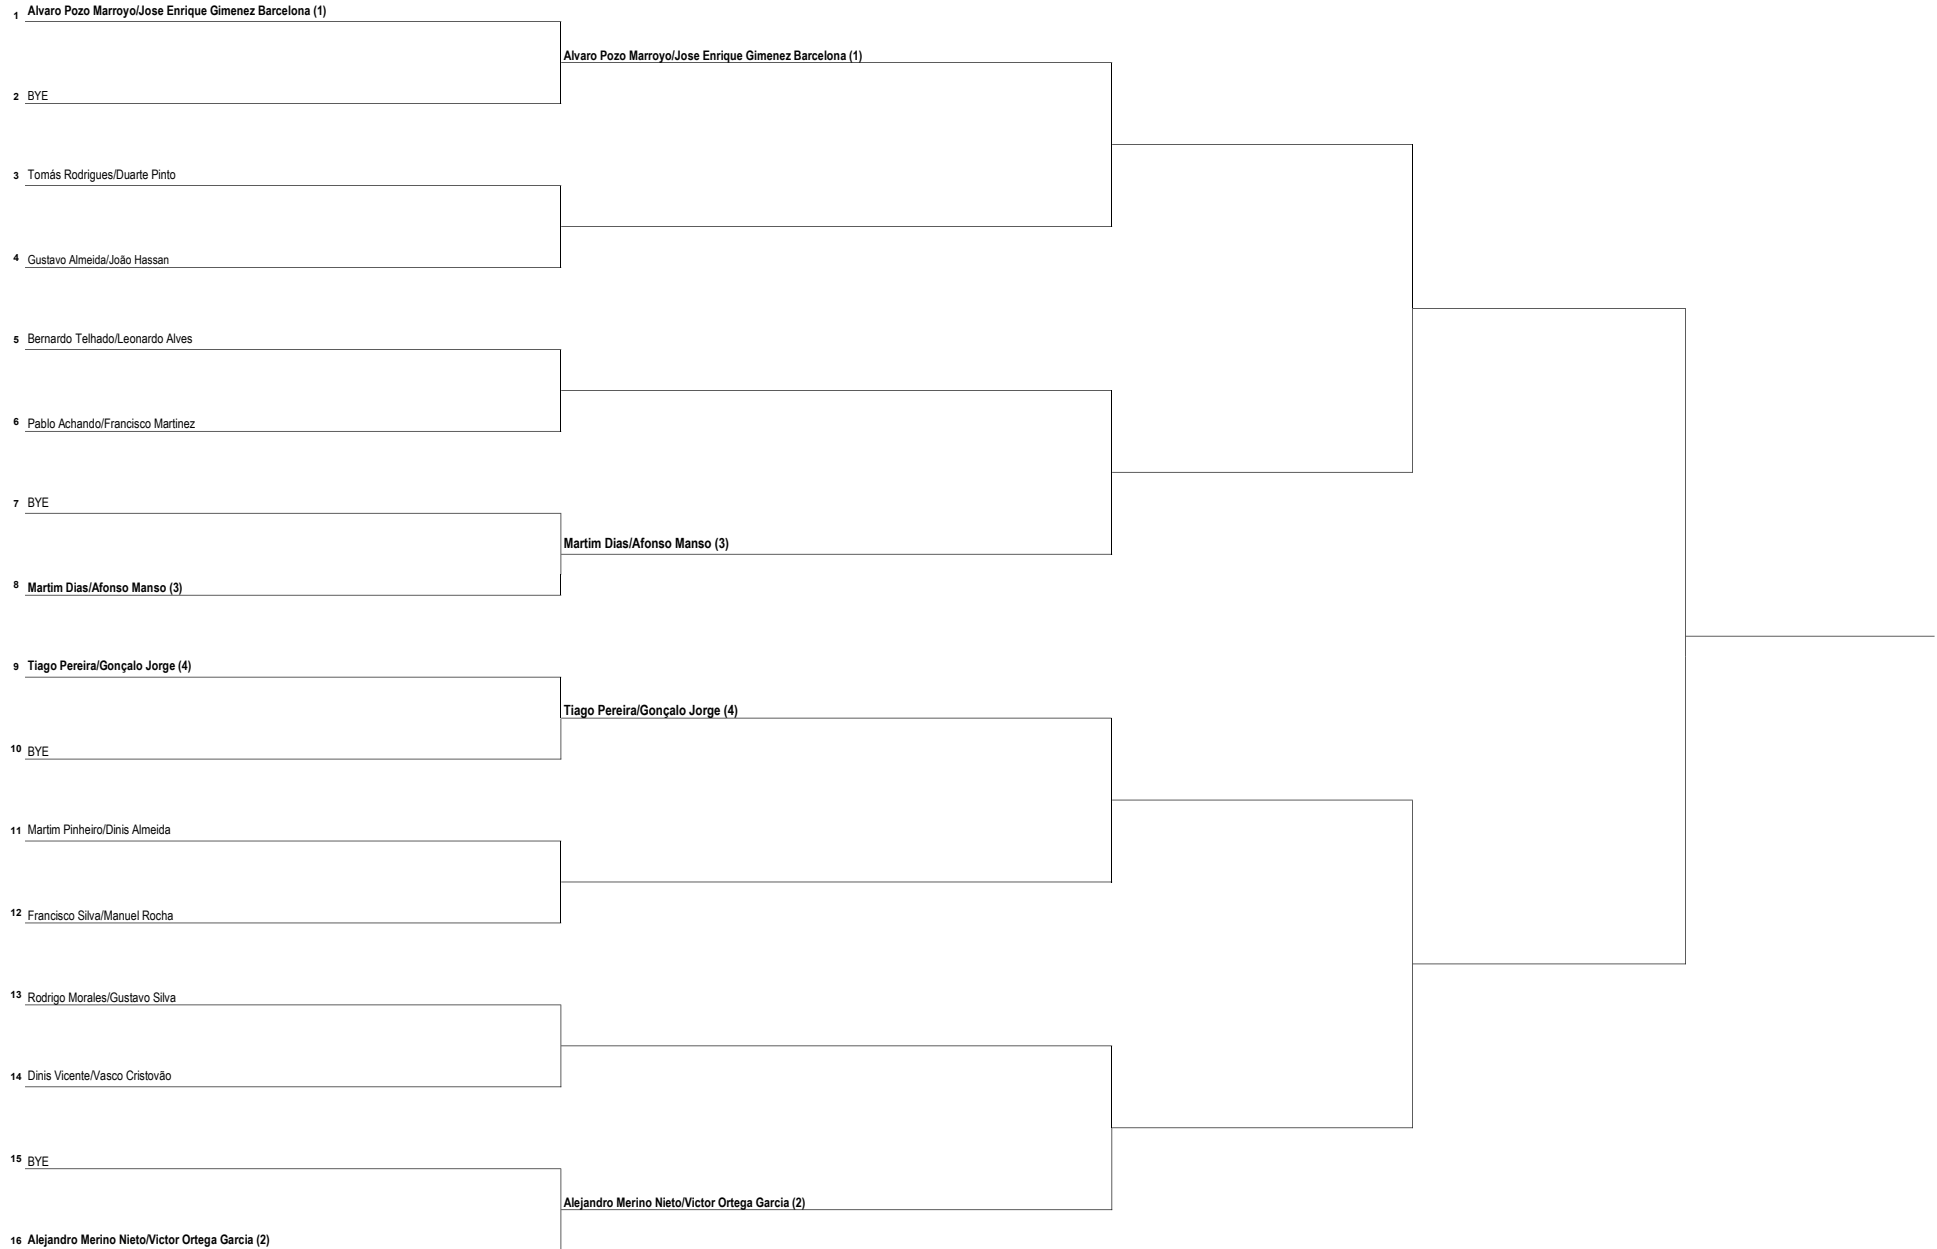 1 Alvaro Pozo Marroyo/Jose Enrique Gimenez Barcelona (1)
Alvaro Pozo Marroyo/Jose Enrique Gimenez Barcelona (1)
2 BYE
3 Tomás Rodrigues/Duarte Pinto
4 Gustavo Almeida/João Hassan
5 Bernardo Telhado/Leonardo Alves
6 Pablo Achando/Francisco Martinez
7 BYE
Martim Dias/Afonso Manso (3)
8 Martim Dias/Afonso Manso (3)
9 Tiago Pereira/Gonçalo Jorge (4)
Tiago Pereira/Gonçalo Jorge (4)
10 BYE
11 Martim Pinheiro/Dinis Almeida
12 Francisco Silva/Manuel Rocha
13 Rodrigo Morales/Gustavo Silva
14 Dinis Vicente/Vasco Cristovão
15 BYE
Alejandro Merino Nieto/Victor Ortega Garcia (2)
16 Alejandro Merino Nieto/Victor Ortega Garcia (2)